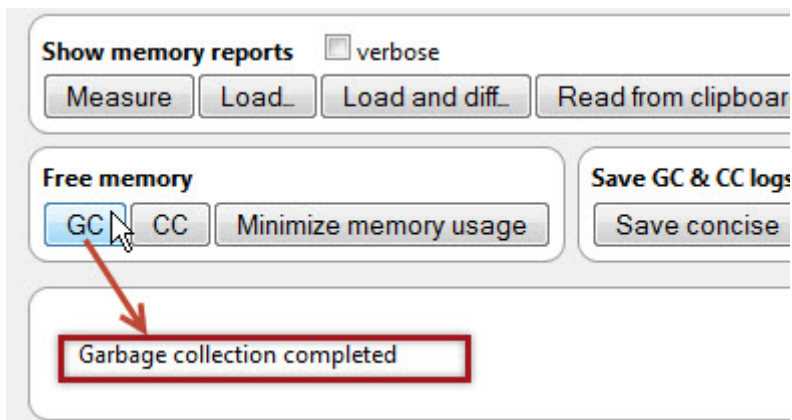 Show memory reports verbose
Measure Load... Load and diff... Read from clipboar
Free memory
Save GC & CC logs
GC CC Minimize memory usage
Save concise
Garbage collection completed